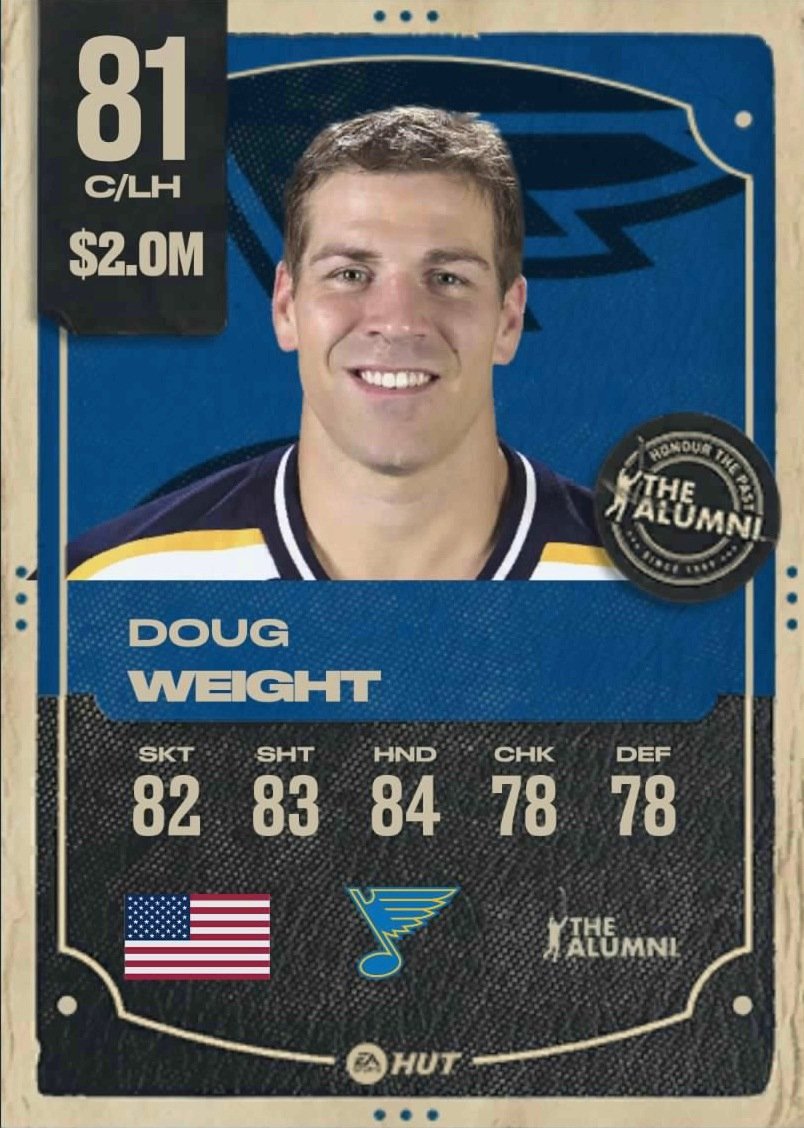 81
C/LH
$2.0M
HONOUR THE PAST
THE
ALUMNI
DOUG
WEIGHT
SKT SHT HND CHK DEF
82 83 84 78 78
THE
ALUMNI
EA
HUT